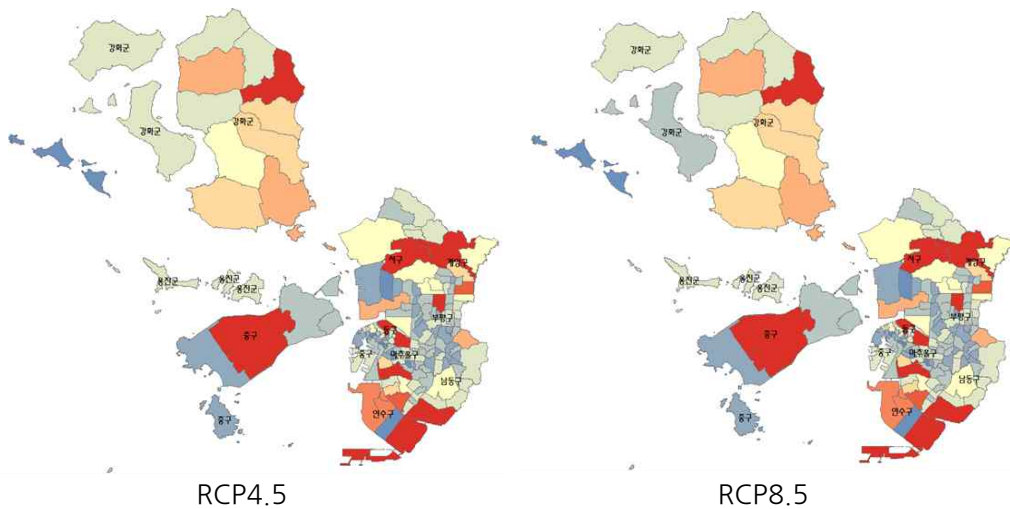 강화군
강화군
강화군
서구
계양구
옹진군
옹진군
옹진군
부평구
중구
동구
중구
미추홀구
남동구
연수구
중구
RCP4.5
강화군
강화군
강화군
서구
계양구
옹진군
옹진군
옹진군
부평구
중구
동구
중구
미추홀구
남동구
연수구
중구
RCP8.5